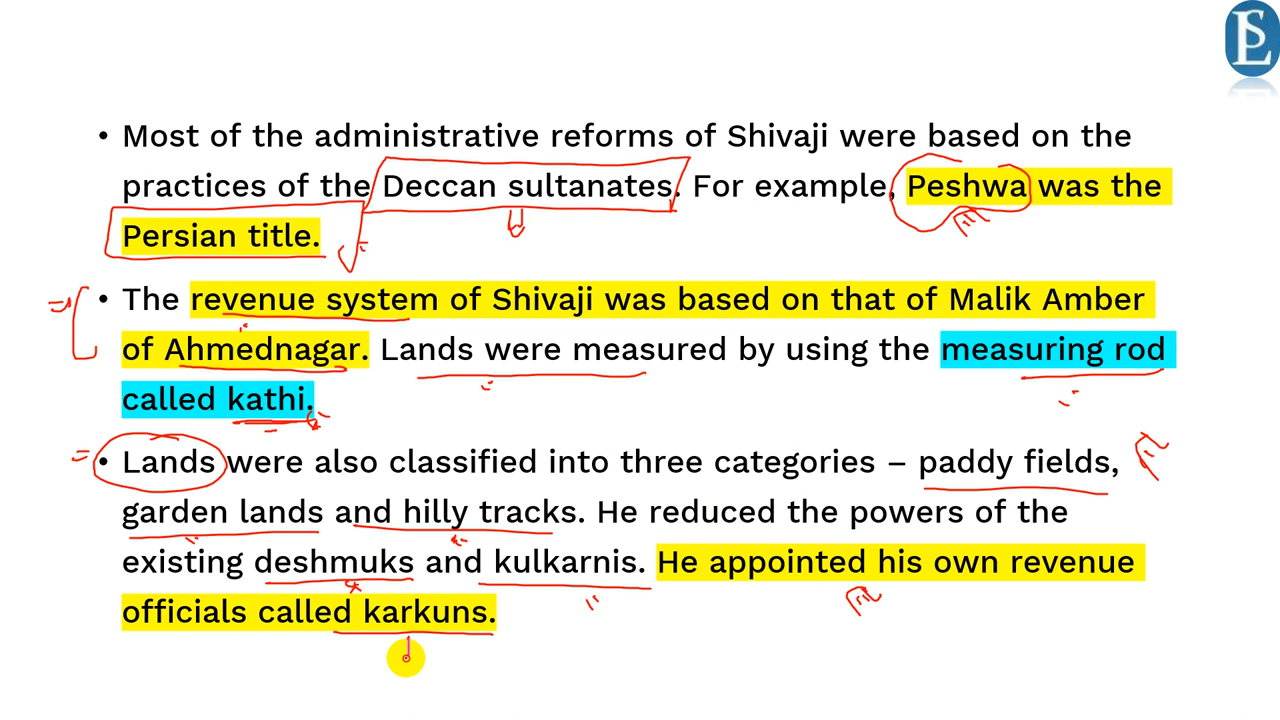 • Most of the administrative reforms of Shivaji were based on the
practices of the Deccan sultanates. For example, Peshwa was the
Persian title.
• The revenue system of Shivaji was based on that of Malik Amber
of Ahmednagar. Lands were measured by using the measuring rod
called kathi.
• Lands were also classified into three categories – paddy fields,
garden lands and hilly tracks. He reduced the powers of the
existing deshmuks and kulkarnis. He appointed his own revenue
officials called karkuns.